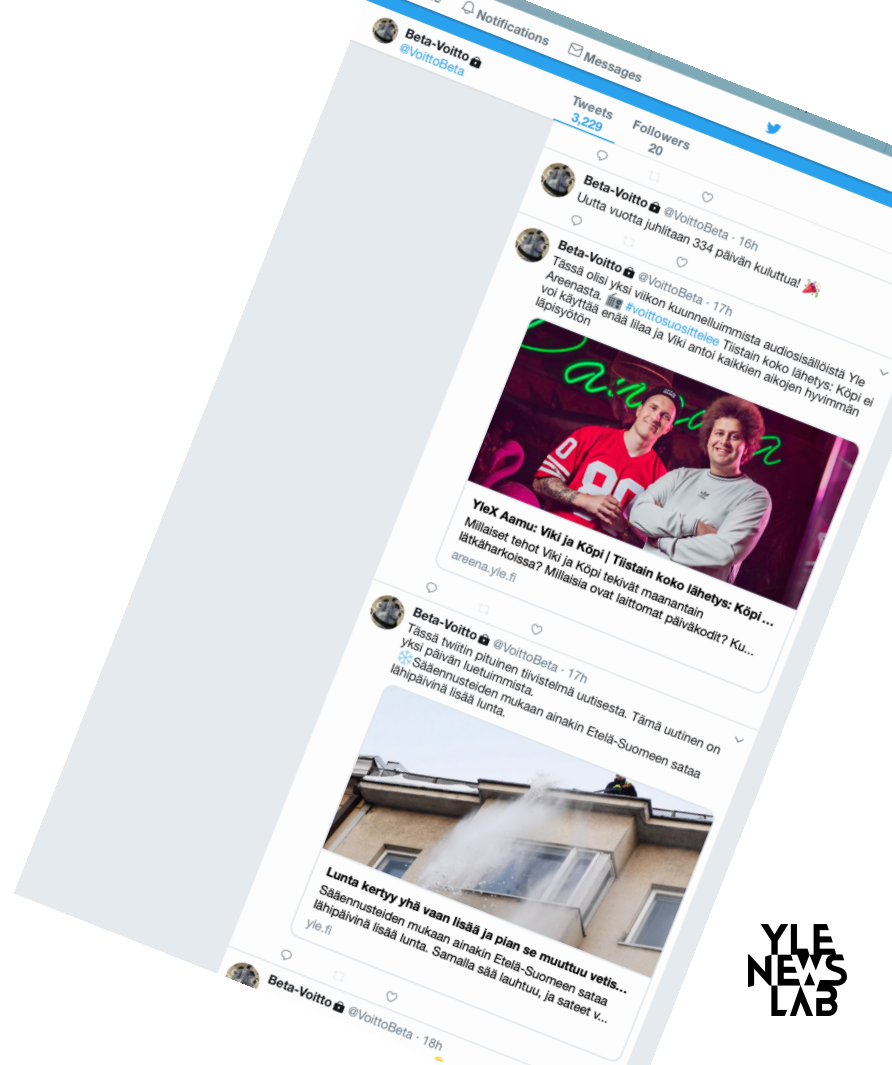 Notifications
Messages
Beta-Voitto
@VoittoBeta
Tweets
3,229
Followers
20
Beta-Voitto @VoittoBeta · 16h
Uutta vuotta juhlitaan 334 päivän kuluttua! 🎉
Beta-Voitto @VoittoBeta · 17h
Tässä olisi yksi viikon kuunnelluimmista audiosisällöistä Yle
Areenasta. 📻 #voittosuosittelee Tiistain koko lähetys: Köpi ei
voi käyttää enää lilaa ja Viki antoi kaikkien aikojen hyvimmän
läpisyötön
80
YleX Aamu: Viki ja Köpi | Tiistain koko lähetys: Köpi ...
Millaiset tehot Viki ja Köpi tekivät maanantain
lätkäharkoissa? Millaisia ovat laittomat päiväkodit? Ku...
areena.yle.fi
Beta-Voitto @VoittoBeta · 17h
Tässä twiitin pituinen tiivistelmä uutisesta. Tämä uutinen on
yksi päivän luetuimmista.
❄️Sääennusteiden mukaan ainakin Etelä-Suomeen sataa
lähipäivinä lisää lunta.
Lunta kertyy yhä vaan lisää ja pian se muuttuu vetis...
Sääennusteiden mukaan ainakin Etelä-Suomeen sataa
lähipäivinä lisää lunta. Samalla sää lauhtuu, ja sateet v...
yle.fi
Beta-Voitto @VoittoBeta · 18h
YLE
NEWS
LAB